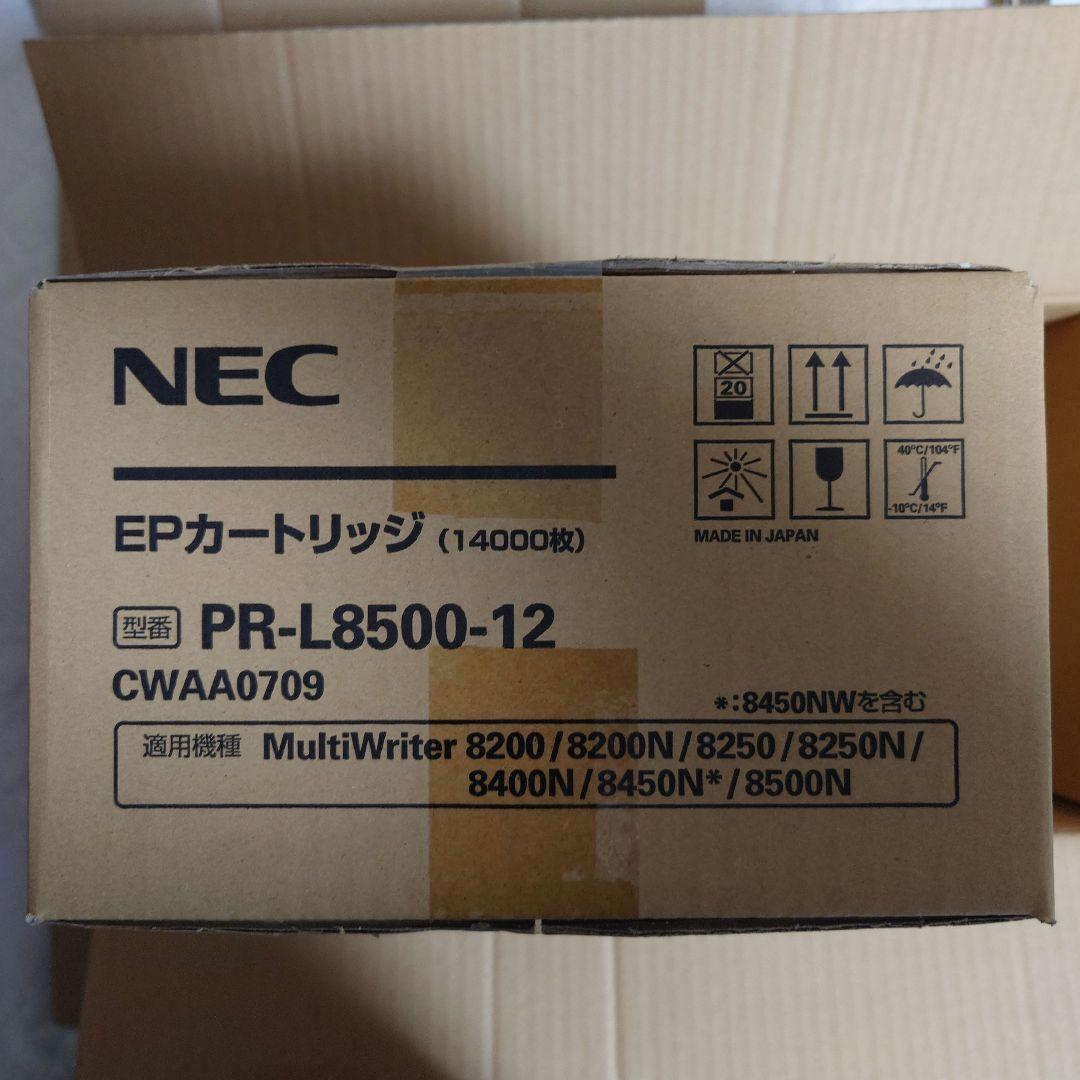 NEC
EPカートリッジ（14000枚）
型番 PR-L8500-12
CWAA0709
20
40°C/104°F
-10°C/14°F
MADE IN JAPAN
*:8450NWを含む
適用機種 MultiWriter 8200/8200N/8250/8250N/
8400N/8450N*/8500N